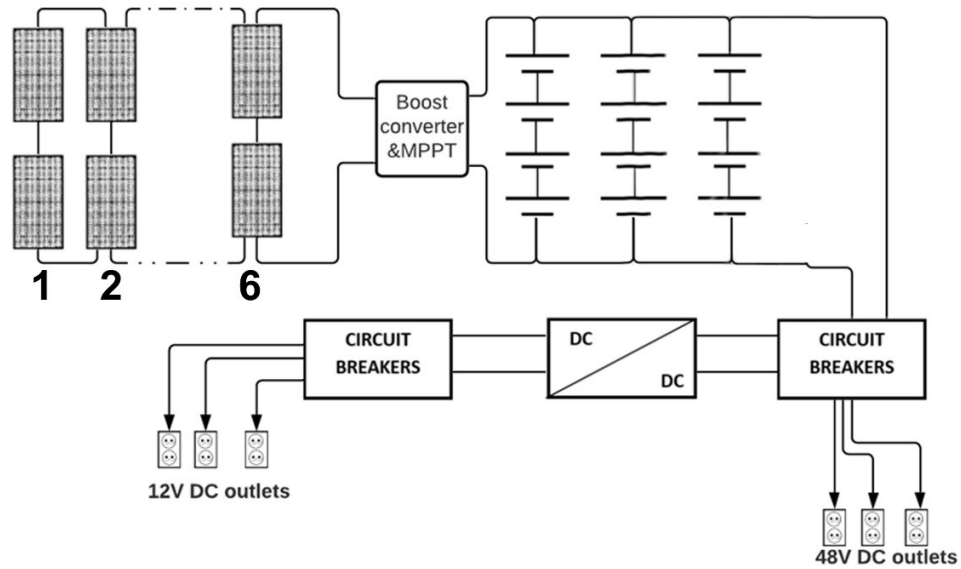 Boost
converter
&MPPT
1 2 6
CIRCUIT
BREAKERS
DC
DC
CIRCUIT
BREAKERS
12V DC outlets
48V DC outlets